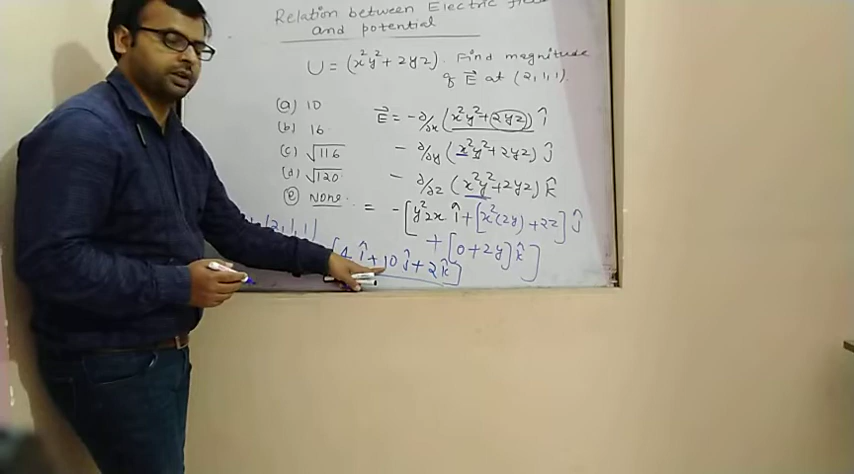 Relation between Electric
and potential
U = (x²y² + 2yz). Find magnitude
of E⃗ at (2,1,1).
(a) 10
(b) 16
(c) √116
(d) √120
(e) None
E⃗ = -∂/∂x (x²y² + 2yz) î
- ∂/∂y (x²y² + 2yz) ĵ
- ∂/∂z (x²y² + 2yz) k̂
= -[y²2x î + [x²(2y) + 2z] ĵ
+ [0 + 2y] k̂]
(2,1,1)
[4 î + 10 ĵ + 2 k̂]